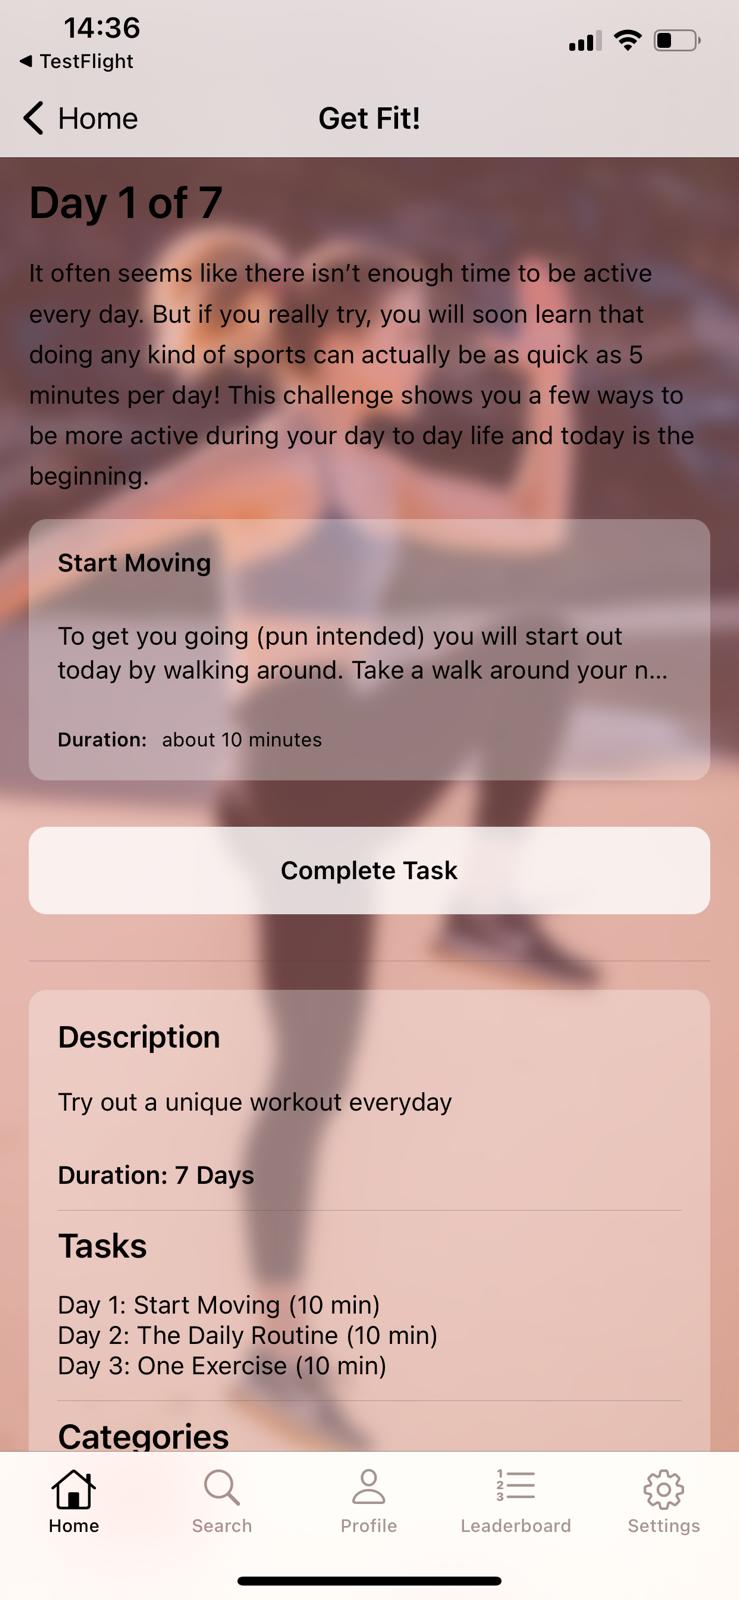 14:36
◀ TestFlight
Home
Get Fit!
Day 1 of 7
It often seems like there isn’t enough time to be active
every day. But if you really try, you will soon learn that
doing any kind of sports can actually be as quick as 5
minutes per day! This challenge shows you a few ways to
be more active during your day to day life and today is the
beginning.
Start Moving
To get you going (pun intended) you will start out
today by walking around. Take a walk around your n...
Duration: about 10 minutes
Complete Task
Description
Try out a unique workout everyday
Duration: 7 Days
Tasks
Day 1: Start Moving (10 min)
Day 2: The Daily Routine (10 min)
Day 3: One Exercise (10 min)
Categories
1
2
3
Home Search Profile Leaderboard Settings